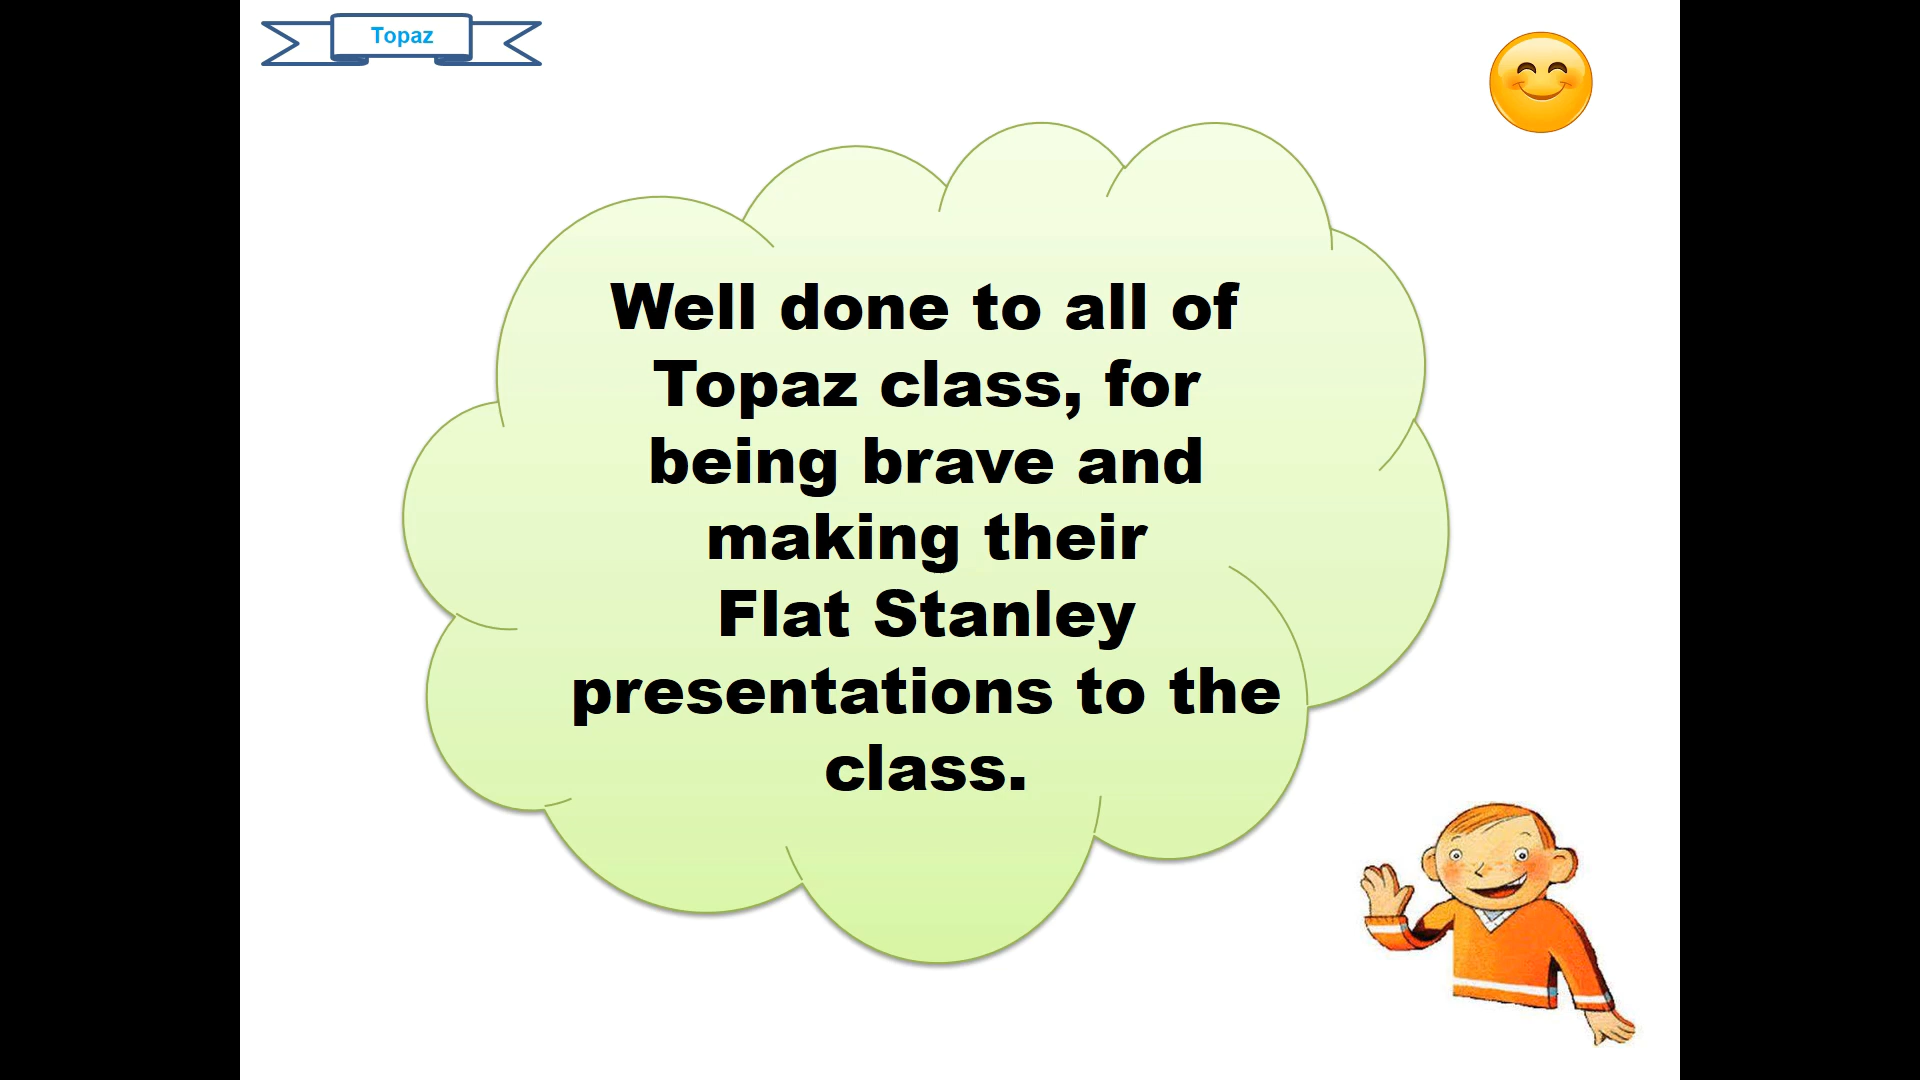 Topaz
Well done to all of
Topaz class, for
being brave and
making their
Flat Stanley
presentations to the
class.